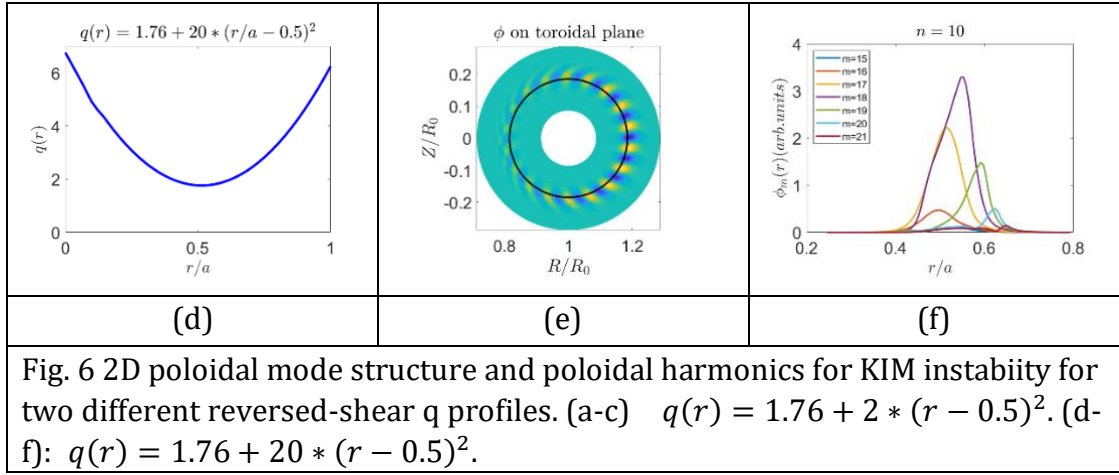 q(r) = 1.76 + 20 ∗ (r/a − 0.5)²
6
4
2
0
q(r)
0
0.5
1
r/a
ϕ on toroidal plane
0.2
0.1
0
-0.1
-0.2
Z/R₀
0.8
1
1.2
R/R₀
n = 10
4
3
2
1
0
ϕₘ(r)(arb.units)
m=15
m=16
m=17
m=18
m=19
m=20
m=21
0.2
0.4
0.6
0.8
r/a
(d)
(e)
(f)
Fig. 6 2D poloidal mode structure and poloidal harmonics for KIM instabiity for
two different reversed-shear q profiles. (a-c) q(r) = 1.76 + 2 ∗ (r − 0.5)². (d-
f): q(r) = 1.76 + 20 ∗ (r − 0.5)².